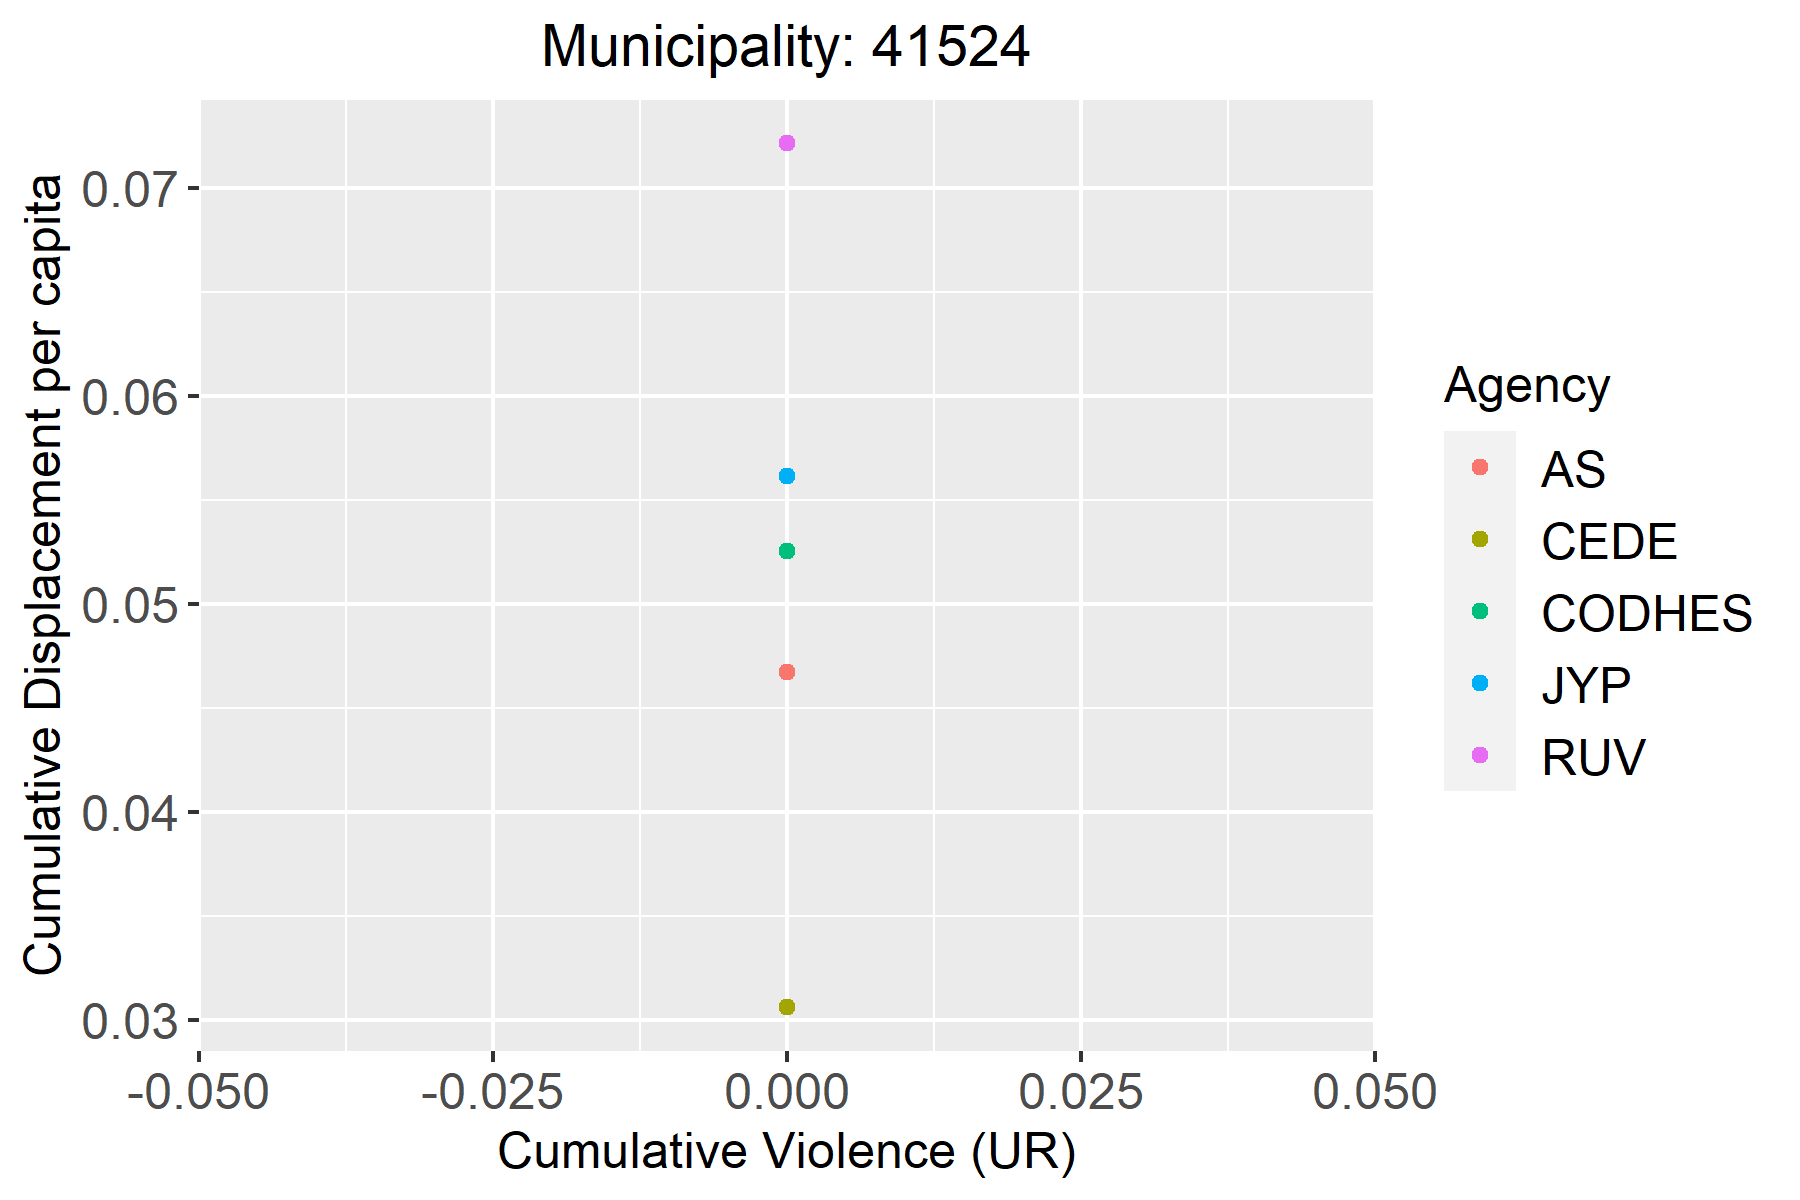 Municipality: 41524
Cumulative Displacement per capita
0.07
0.06
0.05
0.04
0.03
-0.050
-0.025
0.000
0.025
0.050
Cumulative Violence (UR)
Agency
AS
CEDE
CODHES
JYP
RUV